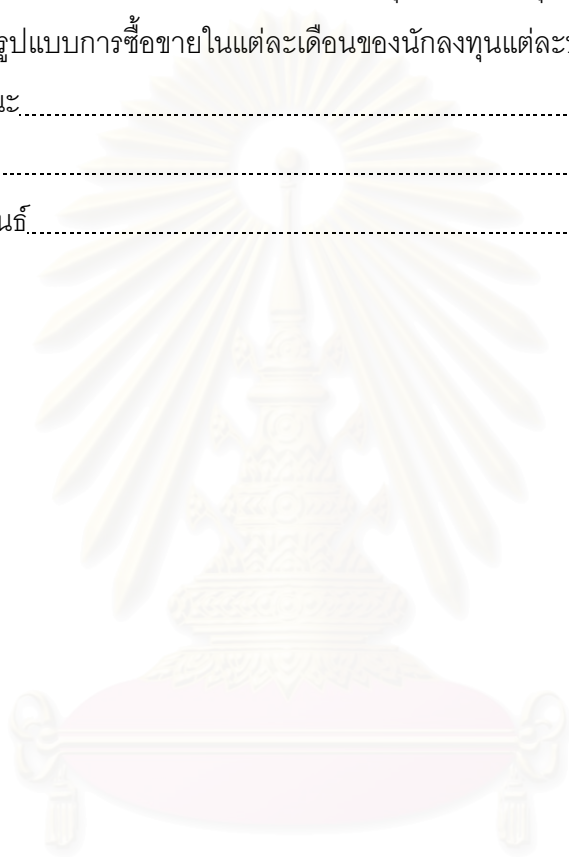 รูปแบบการซื้อขายในแต่ละเดือนของนักลงทุนแต่ละ
นะ
นธ์